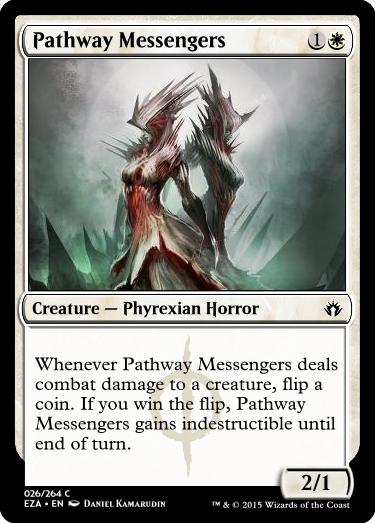 Pathway Messengers 1
Creature — Phyrexian Horror
Whenever Pathway Messengers deals
combat damage to a creature, flip a
coin. If you win the flip, Pathway
Messengers gains indestructible until
end of turn.
2/1
026/264 C
EZA • EN Daniel Kamarudin
™ & © 2015 Wizards of the Coast